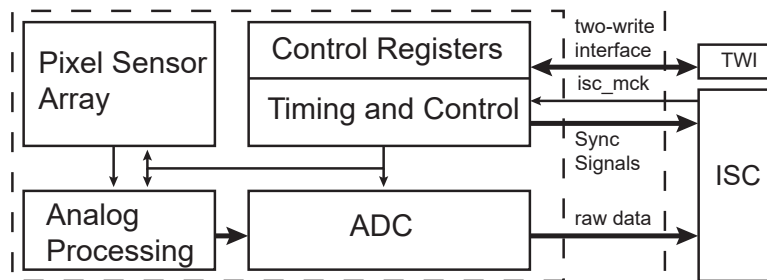 Pixel Sensor
Array
Control Registers
Timing and Control
two-write
interface
TWI
isc_mck
Sync
Signals
ISC
Analog
Processing
ADC
raw data